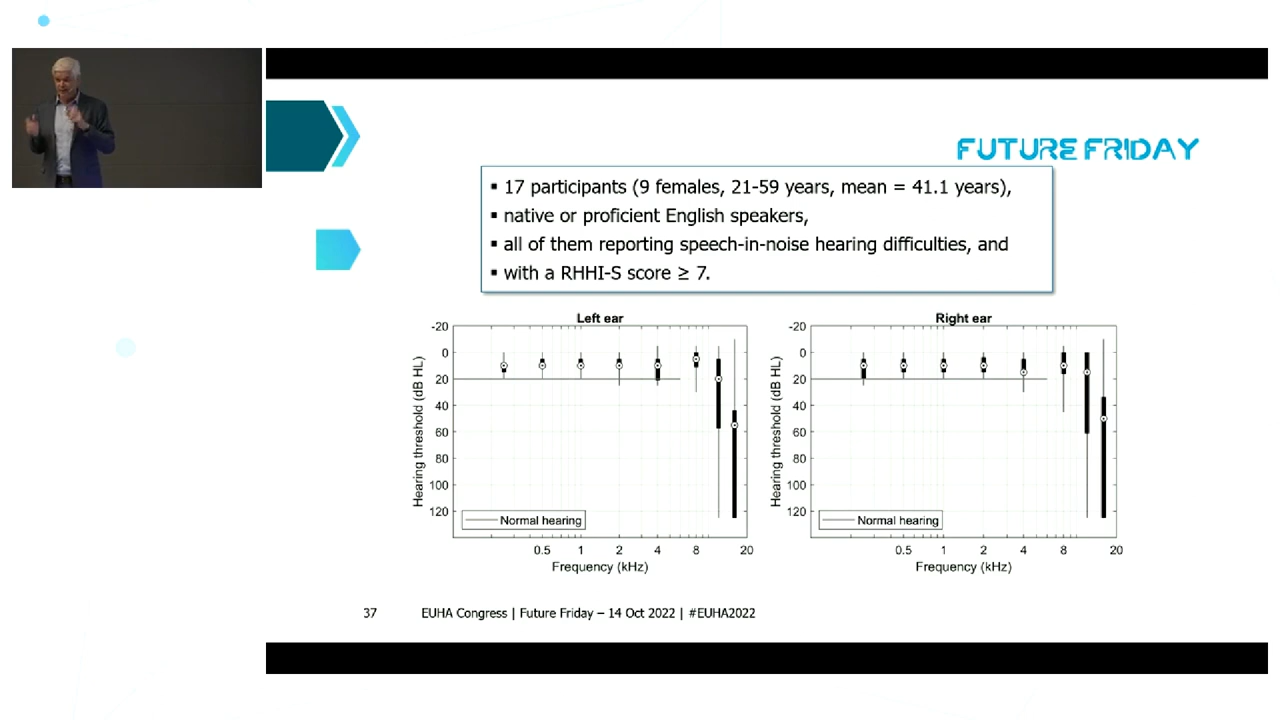 FUTURE FRIDAY
▪ 17 participants (9 females, 21-59 years, mean = 41.1 years),
▪ native or proficient English speakers,
▪ all of them reporting speech-in-noise hearing difficulties, and
▪ with a RHHI-S score ≥ 7.
Left ear
Hearing threshold (dB HL)
-20
0
20
40
60
80
100
120
Normal hearing
0.5 1 2 4 8 20
Frequency (kHz)
Right ear
Hearing threshold (dB HL)
-20
0
20
40
60
80
100
120
Normal hearing
0.5 1 2 4 8 20
Frequency (kHz)
37 EUHA Congress | Future Friday – 14 Oct 2022 | #EUHA2022